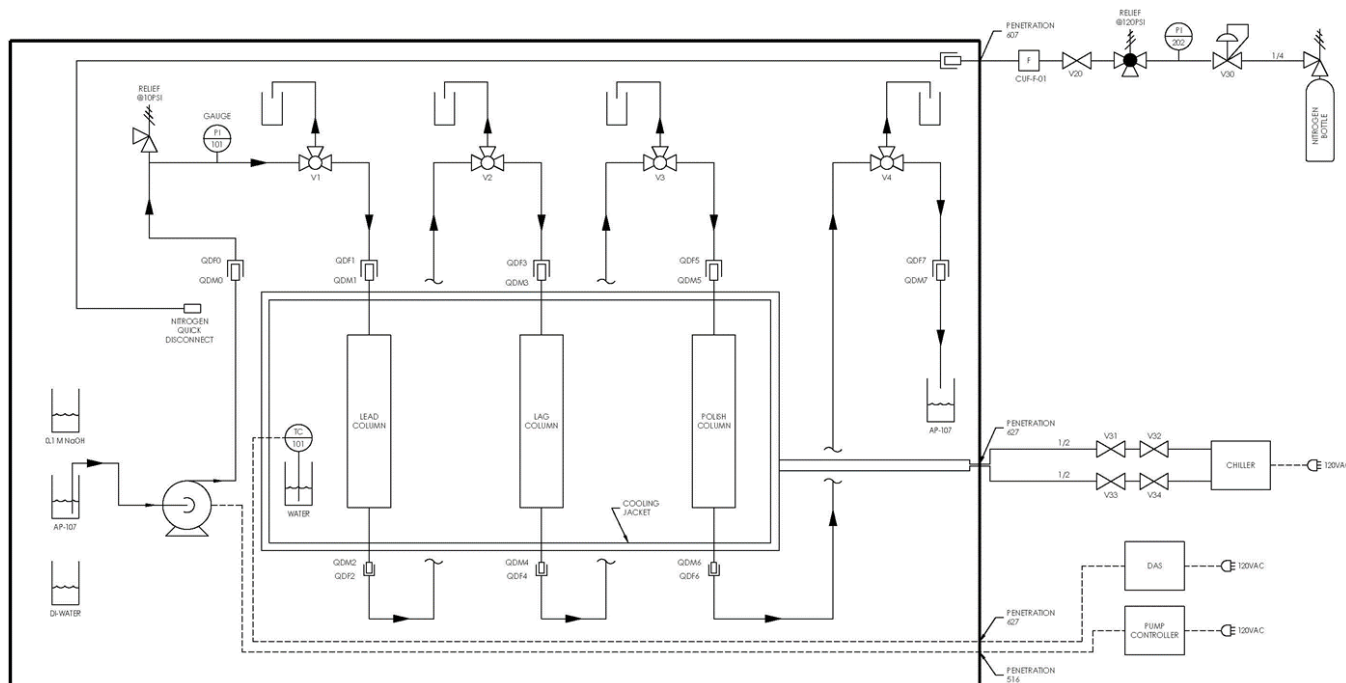 RELIEF
@120PSI
PENETRATION
607
PI
202
F
CUF-F-01
V20
V30
1/4
NITROGEN
BOTTLE
RELIEF
@10PSI
GAUGE
PI
101
V1
V2
V3
V4
QDF0
QDM0
QDF1
QDM1
QDF3
QDM3
QDF5
QDM5
QDF7
QDM7
NITROGEN
QUICK
DISCONNECT
LEAD
COLUMN
LAG
COLUMN
POLISH
COLUMN
AP-107
0.1 M NaOH
TC
101
WATER
PENETRATION
627
1/2
V31
V32
1/2
V33
V34
CHILLER
120VAC
AP-107
COOLING
JACKET
QDM2
QDF2
QDM4
QDF4
QDM6
QDF6
DAS
120VAC
DI-WATER
PENETRATION
627
PUMP
CONTROLLER
120VAC
PENETRATION
516